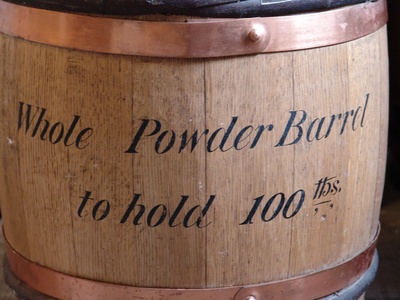 Whole Powder Barrel
to hold 100 lbs.